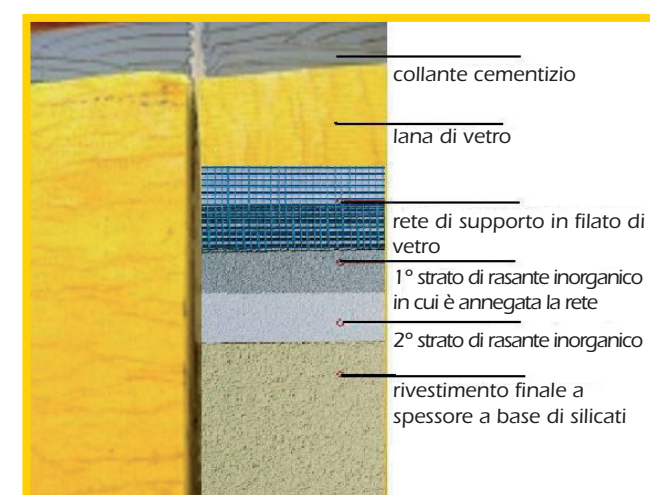 collante cementizio
lana di vetro
rete di supporto in filato di
vetro
1° strato di rasante inorganico
in cui è annegata la rete
2° strato di rasante inorganico
rivestimento finale a
spessore a base di silicati